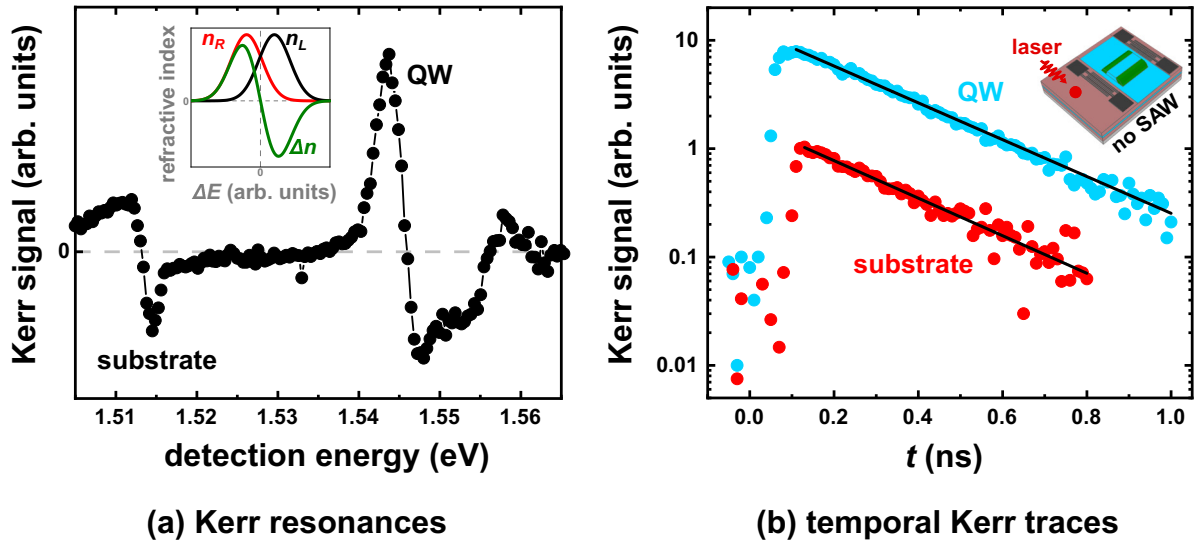 Kerr signal (arb. units)
0
1.51 1.52 1.53 1.54 1.55 1.56
detection energy (eV)
substrate
QW
refractive index
0
n_R n_L
Δn
0
ΔE (arb. units)
(a) Kerr resonances
Kerr signal (arb. units)
10
1
0.1
0.01
0.0 0.2 0.4 0.6 0.8 1.0
t (ns)
QW
substrate
laser
no SAW
(b) temporal Kerr traces